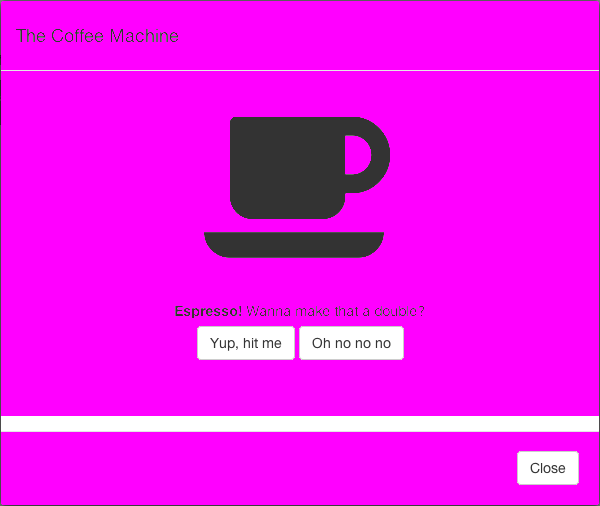 The Coffee Machine
Espresso! Wanna make that a double?
Yup, hit me
Oh no no no
Close